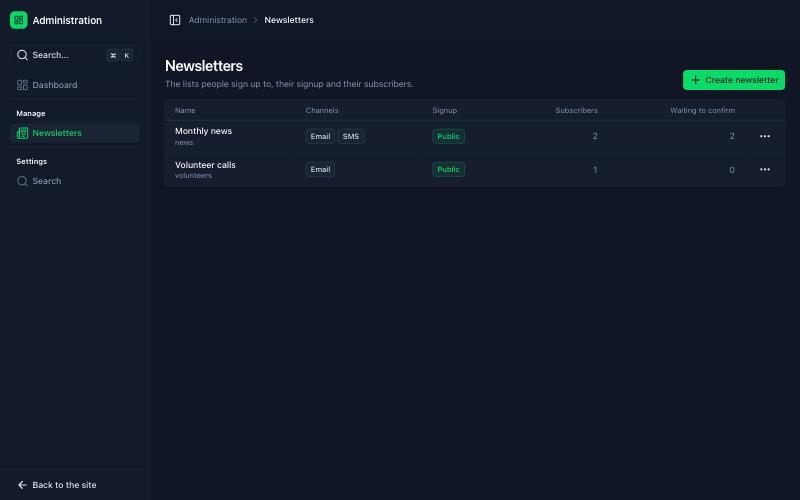 Administration
Administration > Newsletters
Search...
⌘ K
Dashboard
Manage
Newsletters
Settings
Search
Back to the site
Newsletters
The lists people sign up to, their signup and their subscribers.
Create newsletter
Name Channels Signup Subscribers Waiting to confirm
Monthly news Email SMS Public 2 2
news
Volunteer calls Email Public 1 0
volunteers